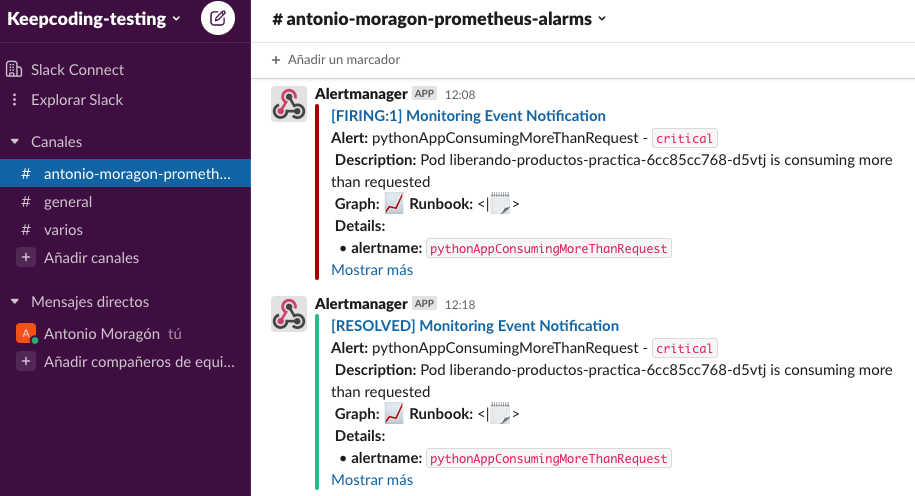 Keepcoding-testing
Slack Connect
Explorar Slack
Canales
# antonio-moragon-prometh...
# general
# varios
+ Añadir canales
Mensajes directos
A Antonio Moragón tú
+ Añadir compañeros de equi...
# antonio-moragon-prometheus-alarms
+ Añadir un marcador
Alertmanager APP 12:08
[FIRING:1] Monitoring Event Notification
Alert: pythonAppConsumingMoreThanRequest - critical
Description: Pod liberando-productos-practica-6cc85cc768-d5vtj is consuming more
than requested
Graph: Runbook: <| >
Details:
• alertname: pythonAppConsumingMoreThanRequest
Mostrar más
Alertmanager APP 12:18
[RESOLVED] Monitoring Event Notification
Alert: pythonAppConsumingMoreThanRequest - critical
Description: Pod liberando-productos-practica-6cc85cc768-d5vtj is consuming more
than requested
Graph: Runbook: <| >
Details:
• alertname: pythonAppConsumingMoreThanRequest
Mostrar más